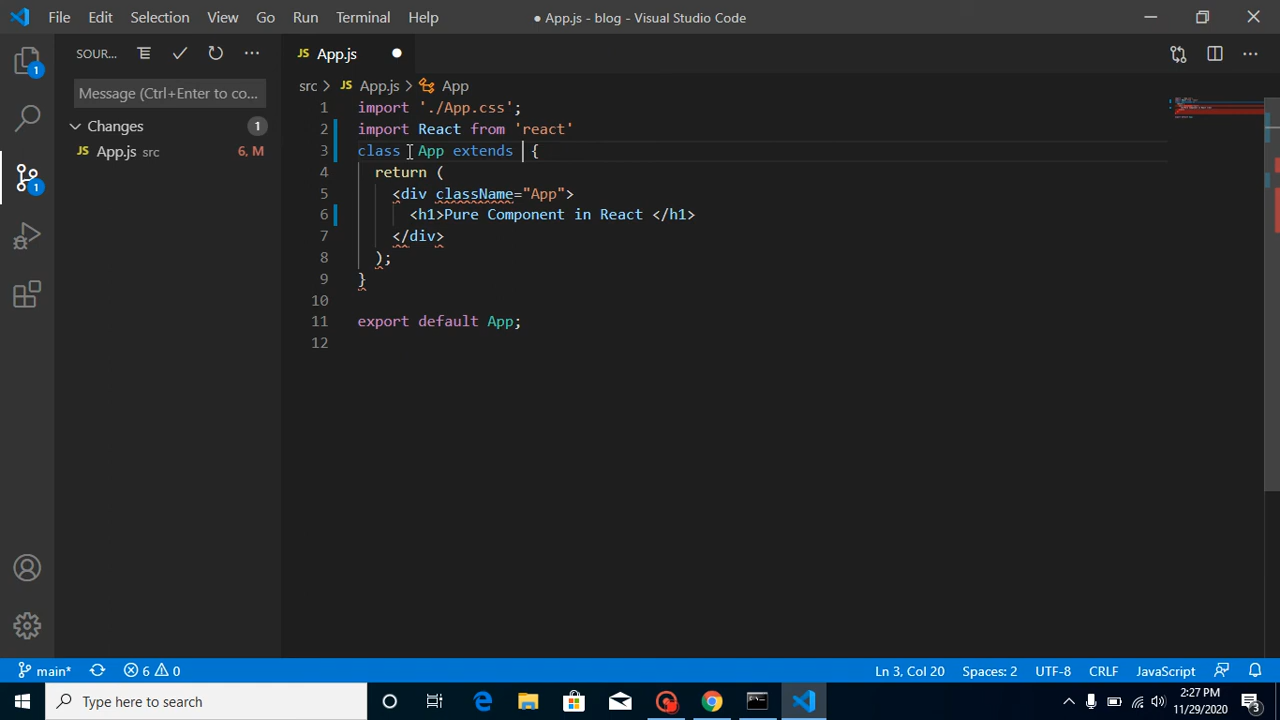 File Edit Selection View Go Run Terminal Help
● App.js - blog - Visual Studio Code
SOUR...
JS App.js
1
Message (Ctrl+Enter to co...
Changes 1
JS App.js src 6, M
1
src > JS App.js > App
1 import './App.css';
2 import React from 'react'
3 class App extends {
4 return (
5 <div className="App">
6 <h1>Pure Component in React </h1>
7 </div>
8 );
9 }
10
11 export default App;
12
main* 6 0 Ln 3, Col 20 Spaces: 2 UTF-8 CRLF JavaScript
Type here to search
2:27 PM
11/29/2020
3